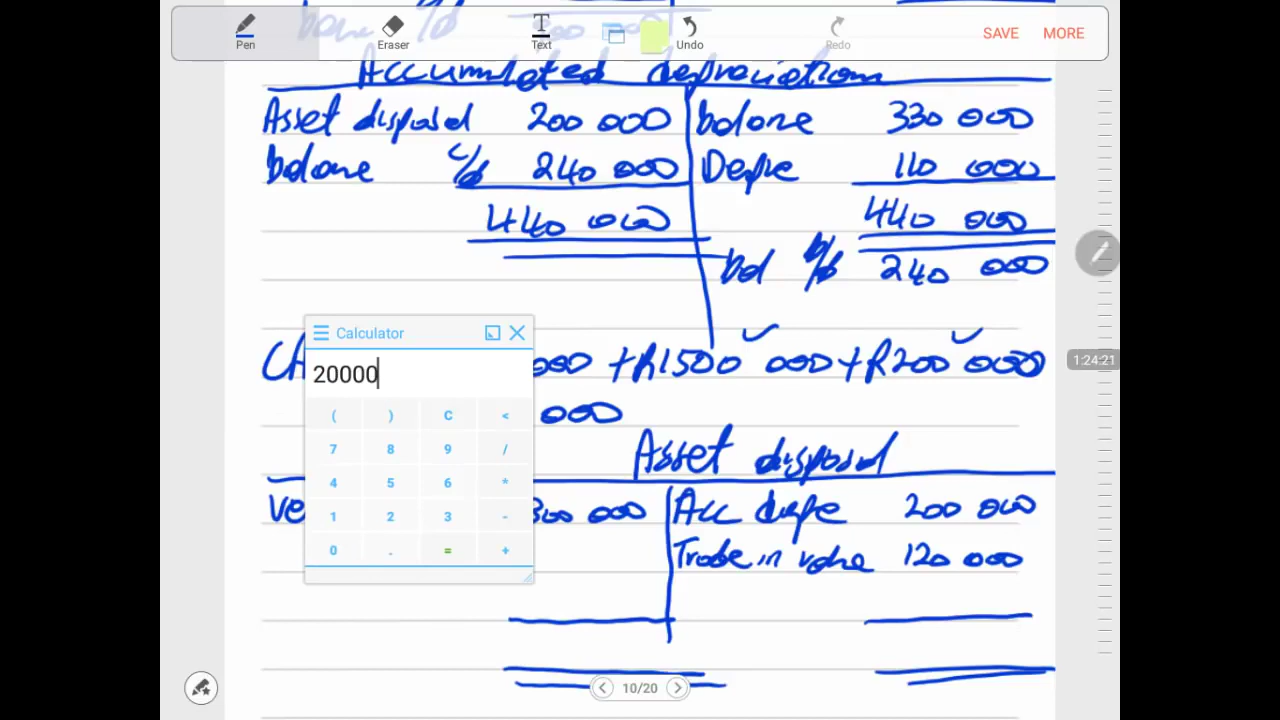 Pen Eraser Text Undo Redo SAVE MORE
Accumulated depreciation
Asset disposal 200 000 balance 330 000
balance c/d 240 000 Depre 110 000
440 000 440 000
bal b/d 240 000
000 + R1500 000 + R200 000
000
Calculator
20000
( ) C <
7 8 9 /
4 5 6 *
1 2 3 -
0 . = +
Asset disposal
300 000 Acc depre 200 000
Trade in value 120 000
1:24:21
10/20